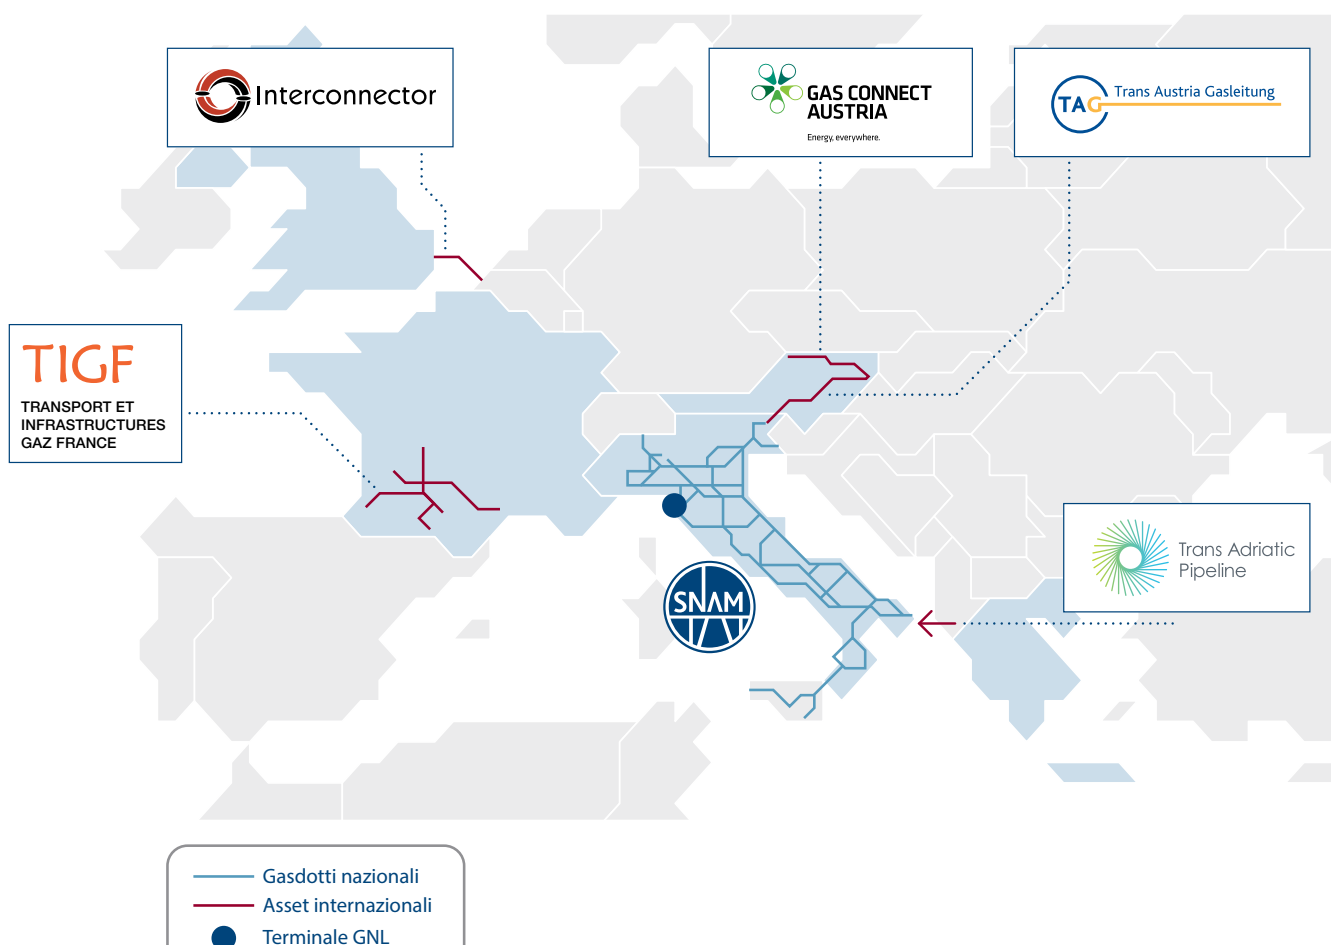 Interconnector
GAS CONNECT
AUSTRIA
Energy, everywhere.
TAG
Trans Austria Gasleitung
TIGF
TRANSPORT ET
INFRASTRUCTURES
GAZ FRANCE
Trans Adriatic
Pipeline
SNAM
Gasdotti nazionali
Asset internazionali
Terminale GNL